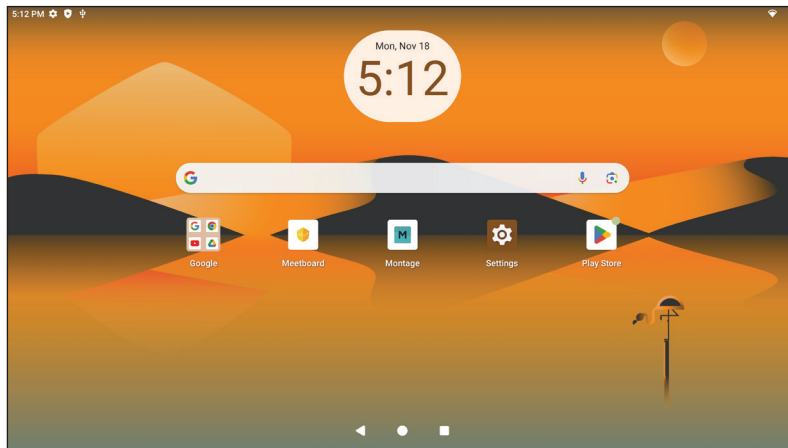 5:12 PM
Mon, Nov 18
5:12
Google
Meetboard
M
Montage
Settings
Play Store